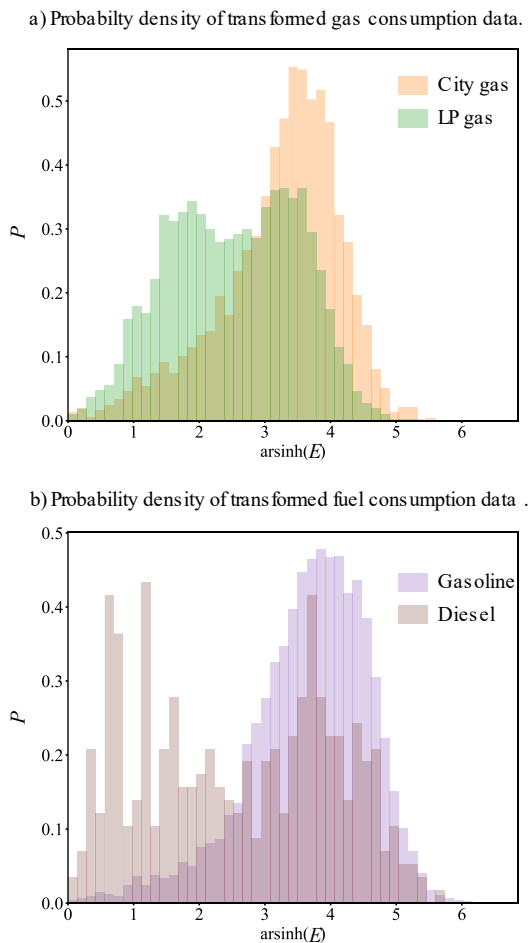 a) Probabilty density of transformed gas consumption data.
0.5
0.4
0.3
0.2
0.1
0.0
P
City gas
LP gas
0 1 2 3 4 5 6
arsinh(E)
b) Probability density of transformed fuel consumption data .
0.5
0.4
0.3
0.2
0.1
0
P
Gasoline
Diesel
0 1 2 3 4 5 6
arsinh(E)